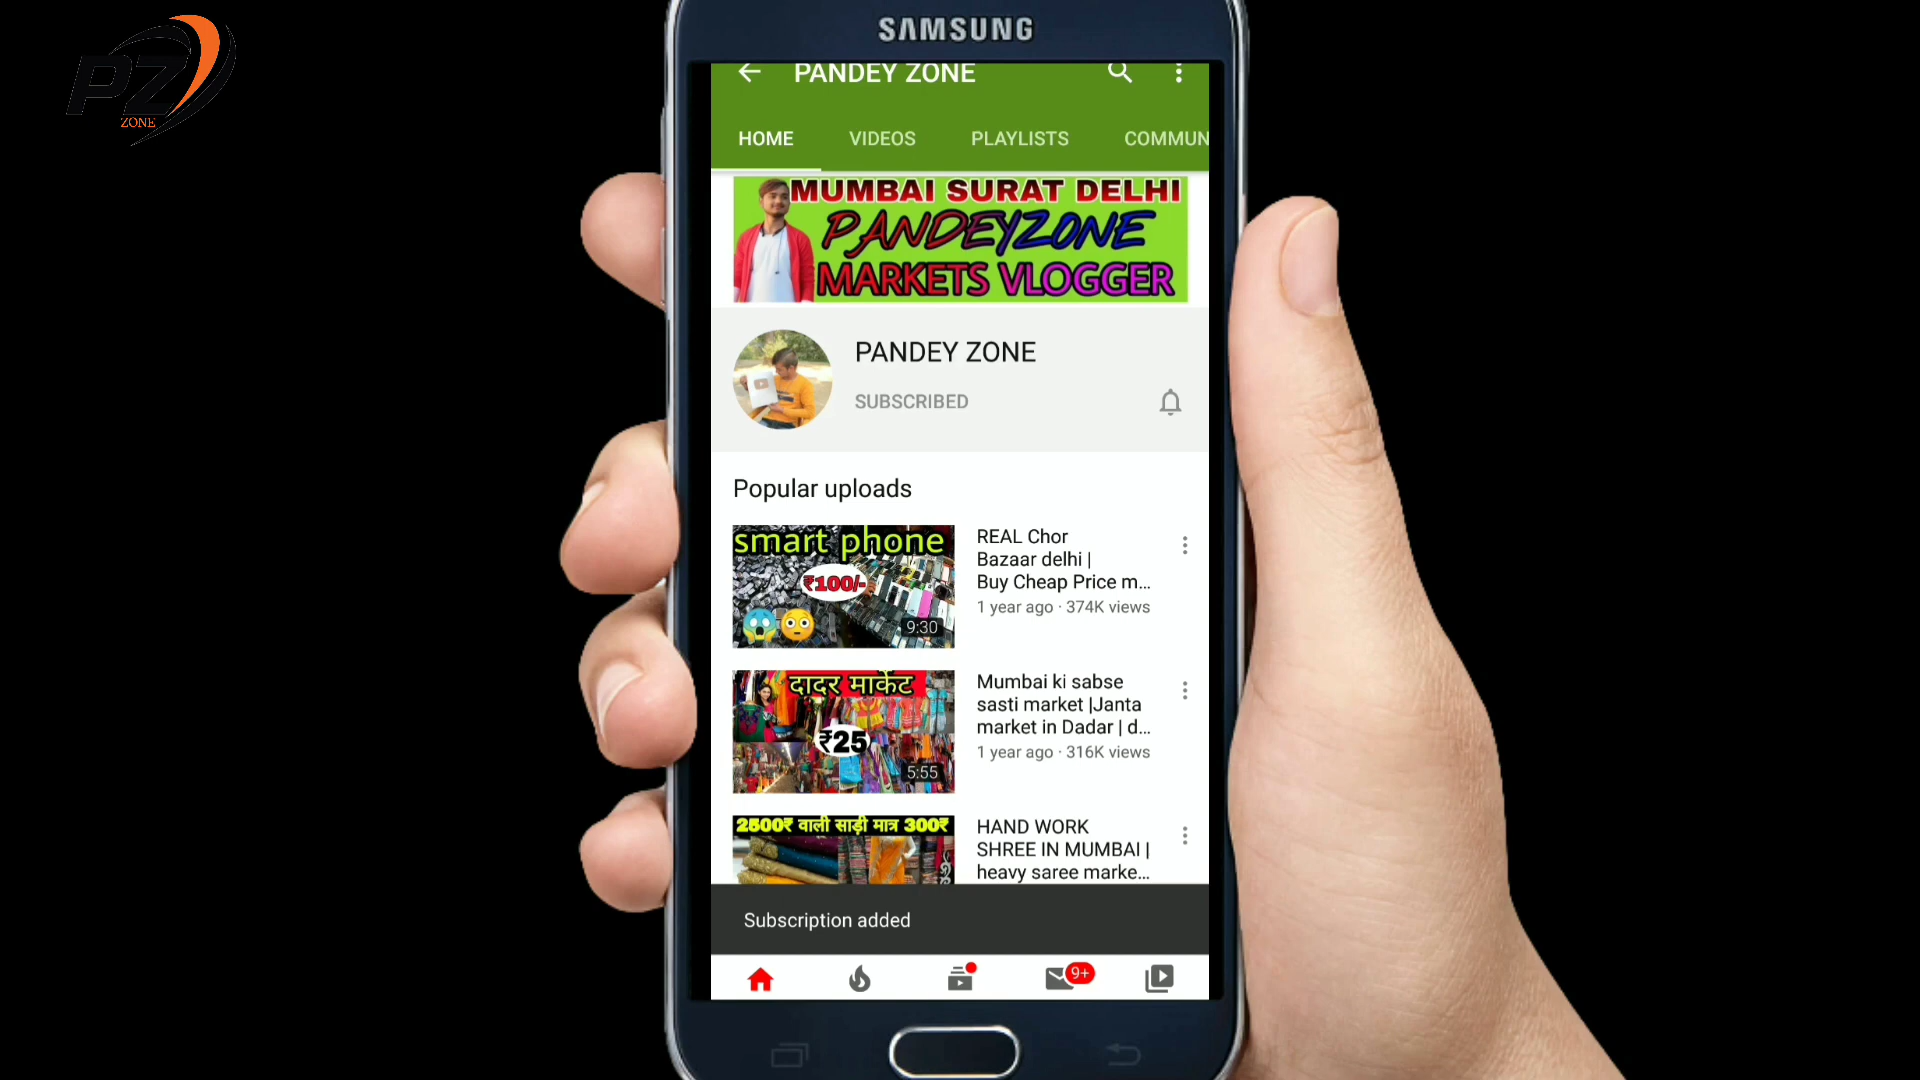 PZ
ZONE
SAMSUNG
PANDEY ZONE
HOME VIDEOS PLAYLISTS COMMUN
MUMBAI SURAT DELHI
PANDEYZONE
MARKETS VLOGGER
PANDEY ZONE
SUBSCRIBED
Popular uploads
smart phone
₹100/-
9:30
REAL Chor
Bazaar delhi |
Buy Cheap Price m...
1 year ago · 374K views
दादर मार्केट
₹25
5:55
Mumbai ki sabse
sasti market |Janta
market in Dadar | d...
1 year ago · 316K views
2500₹ वाली साड़ी मात्र 300₹
HAND WORK
SHREE IN MUMBAI |
heavy saree marke...
Subscription added
9+